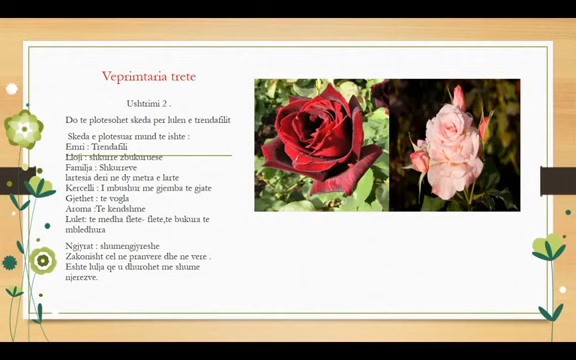 Veprimtaria trete
Ushtrimi 2 .
Do te plotesohet skeda per lulen e trendafilit
Skeda e plotesuar mund te ishte :
Emri : Trendafili
Lloji : shkurre zbukuruese
Familja : Shkurreve
lartesia deri ne dy metra e larte
Kercelli : I mbushur me gjemba te gjate
Gjethet : te vogla
Aroma :Te kendshme
Lulet: te medha flete- flete,te bukura te
mbledhura
Ngjyrat : shumengjyreshe
Zakonisht cel ne pranvere dhe ne vere .
Eshte lulja qe u dhurohet me shume
njerezve.